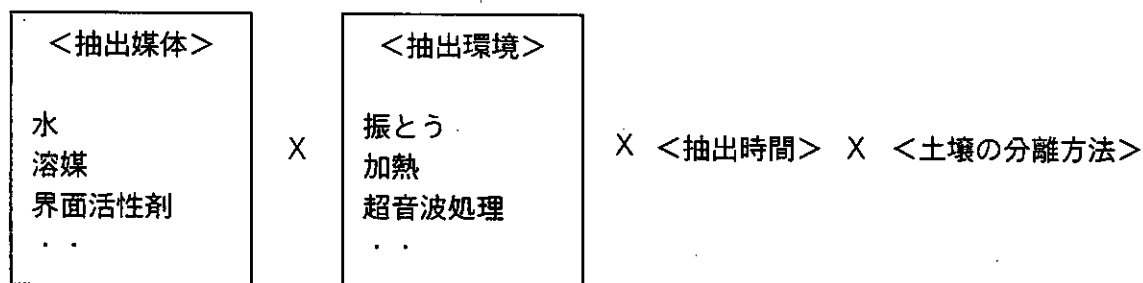 ＜抽出媒体＞
水
溶媒
界面活性剤
・・
X
＜抽出環境＞
振とう
加熱
超音波処理
・・
X ＜抽出時間＞ X ＜土壌の分離方法＞